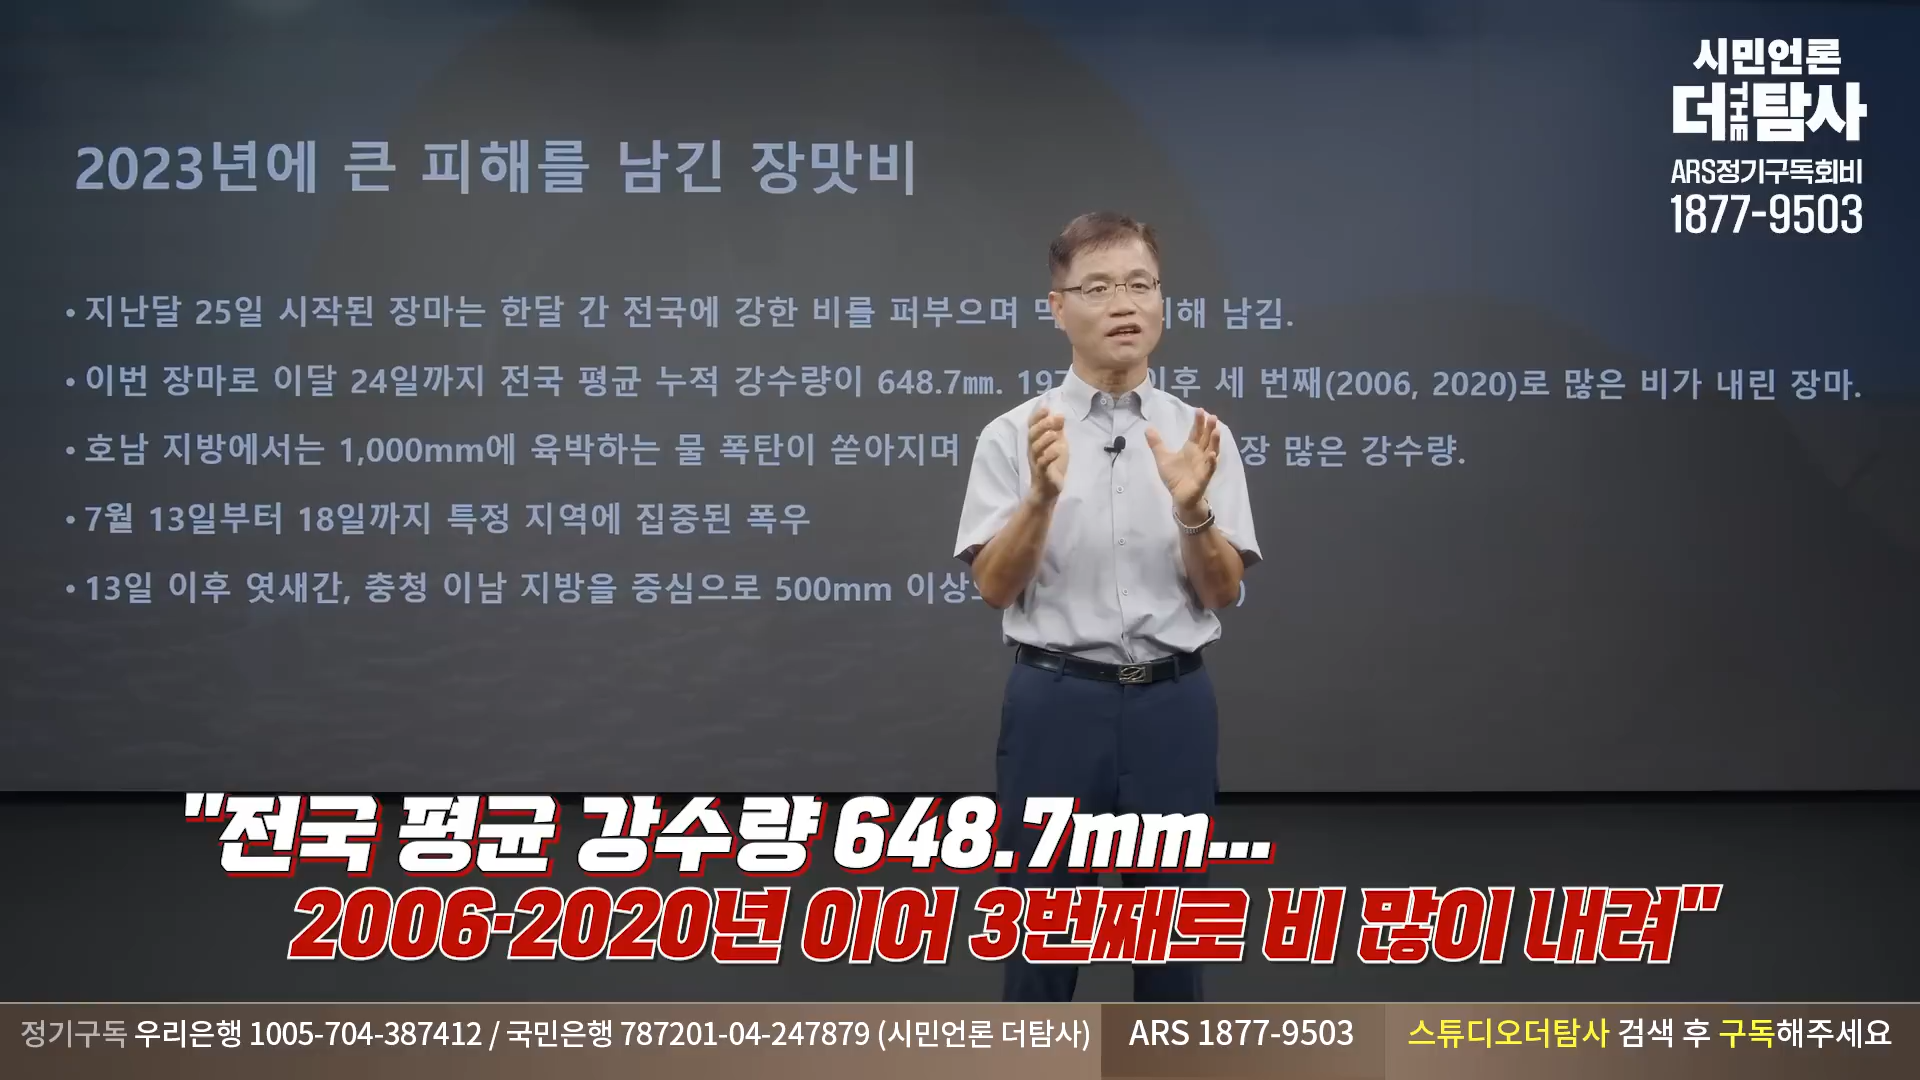 시민언론
더탐사
THE
ARS정기구독회비
1877-9503
2023년에 큰 피해를 남긴 장맛비
• 지난달 25일 시작된 장마는 한달 간 전국에 강한 비를 퍼부으며 해 남김.
• 이번 장마로 이달 24일까지 전국 평균 누적 강수량이 648.7㎜. 197 이후 세 번째(2006, 2020)로 많은 비가 내린 장마.
• 호남 지방에서는 1,000mm에 육박하는 물 폭탄이 쏟아지며 장 많은 강수량.
• 7월 13일부터 18일까지 특정 지역에 집중된 폭우
• 13일 이후 엿새간, 충청 이남 지방을 중심으로 500mm 이상 )
"전국 평균 강수량 648.7mm...
2006·2020년 이어 3번째로 비 많이 내려"
정기구독 우리은행 1005-704-387412 / 국민은행 787201-04-247879 (시민언론 더탐사) ARS 1877-9503 스튜디오더탐사 검색 후 구독해주세요